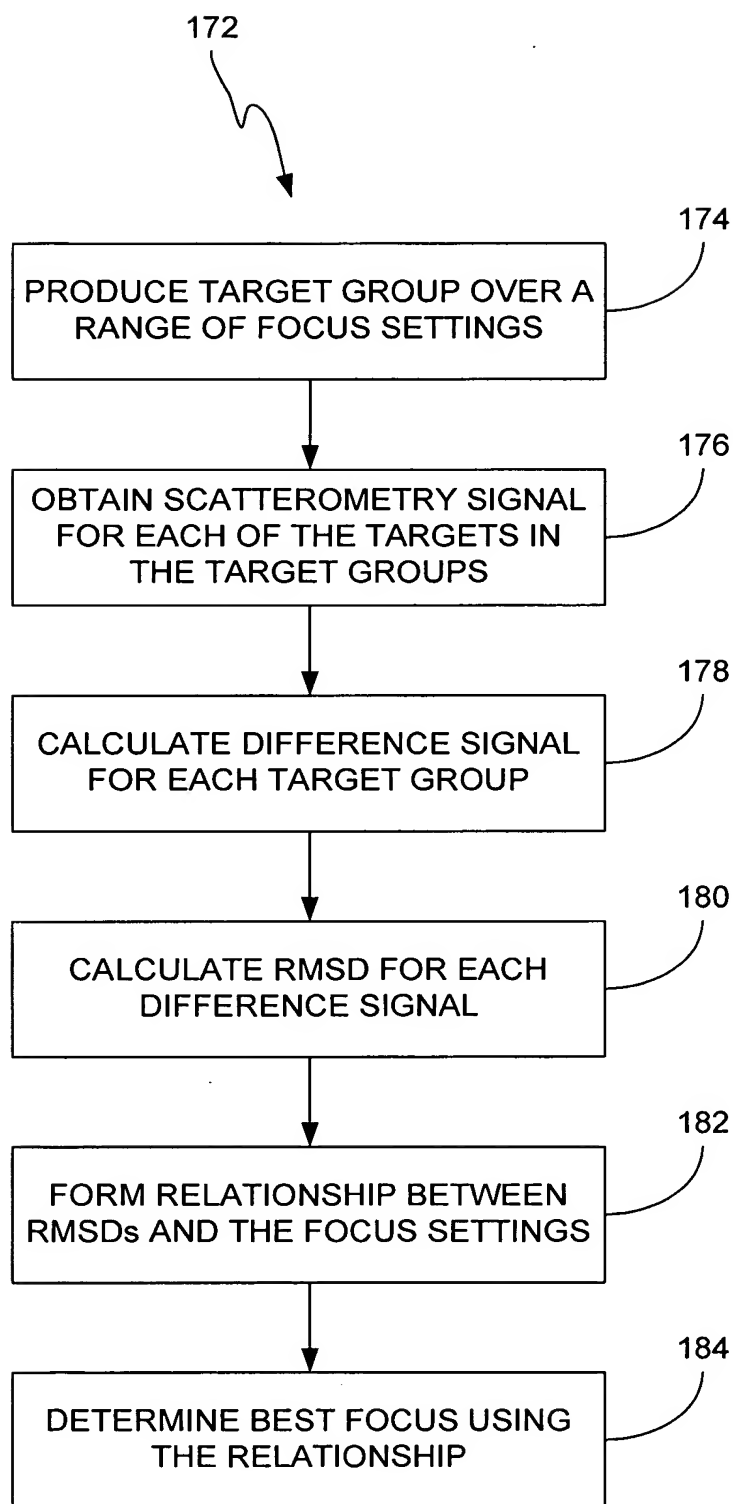 172
174
PRODUCE TARGET GROUP OVER A
RANGE OF FOCUS SETTINGS
176
OBTAIN SCATTEROMETRY SIGNAL
FOR EACH OF THE TARGETS IN
THE TARGET GROUPS
178
CALCULATE DIFFERENCE SIGNAL
FOR EACH TARGET GROUP
180
CALCULATE RMSD FOR EACH
DIFFERENCE SIGNAL
182
FORM RELATIONSHIP BETWEEN
RMSDs AND THE FOCUS SETTINGS
184
DETERMINE BEST FOCUS USING
THE RELATIONSHIP